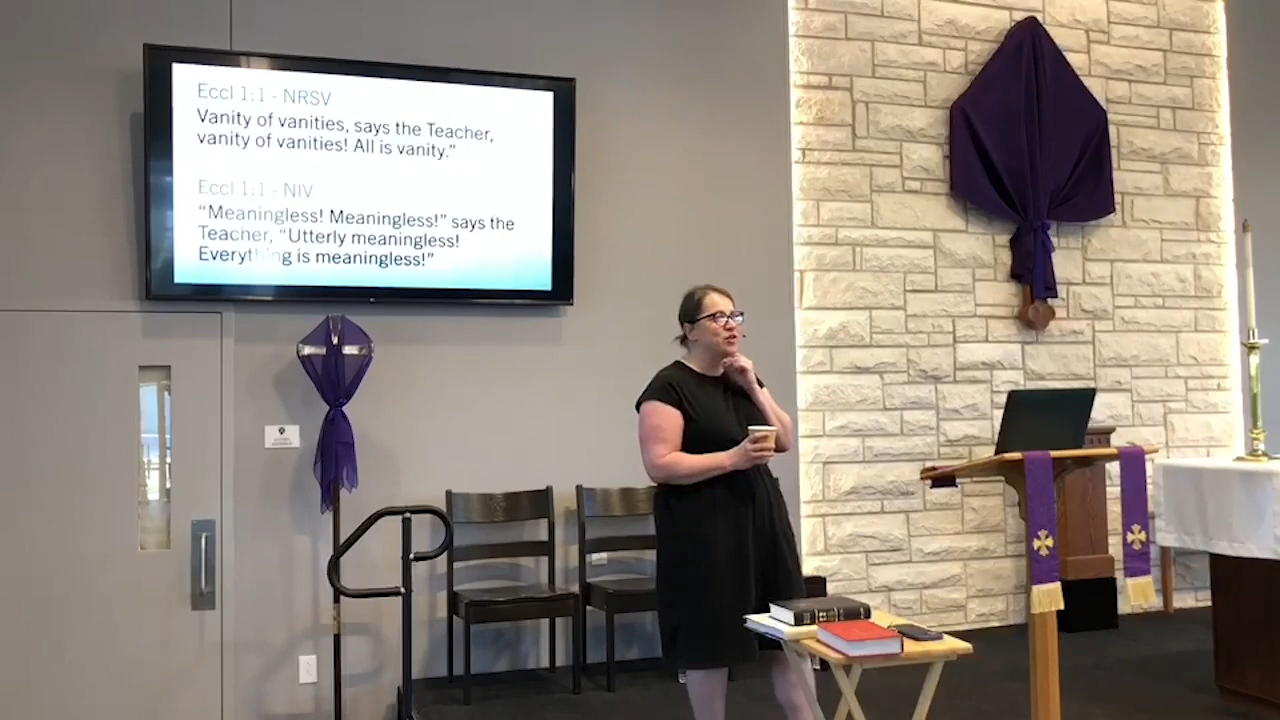 Eccl 1:1 - NRSV
Vanity of vanities, says the Teacher,
vanity of vanities! All is vanity.”
Eccl 1:1 - NIV
“Meaningless! Meaningless!” says the
Teacher, “Utterly meaningless!
Everything is meaningless!”